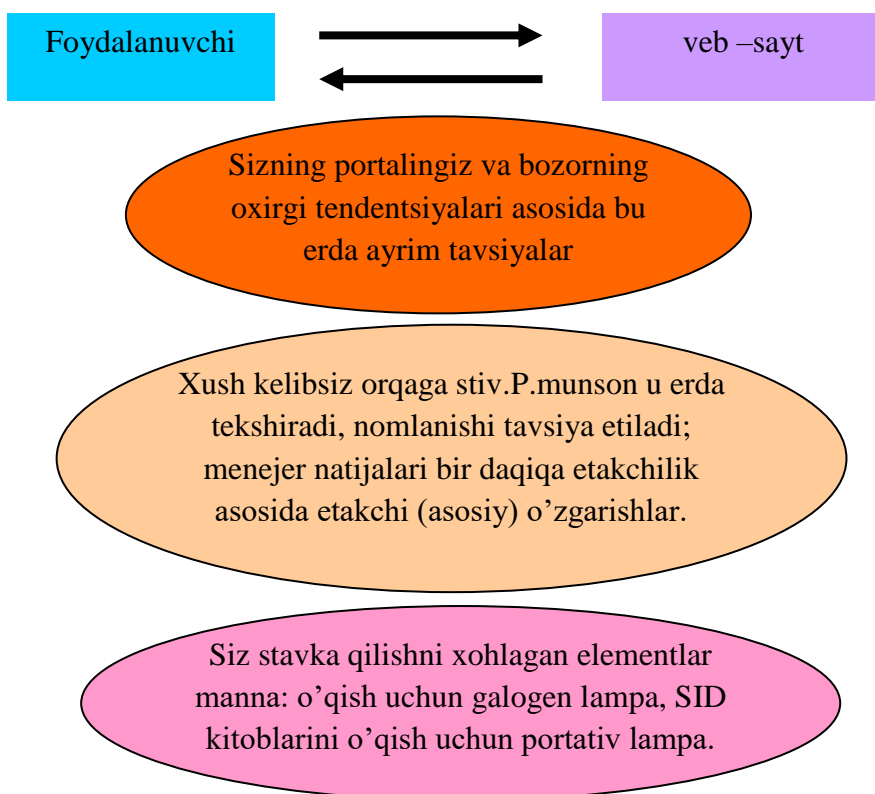 Foydalanuvchi
veb –sayt
Sizning portalingiz va bozorning
oxirgi tendentsiyalari asosida bu
erda ayrim tavsiyalar
Xush kelibsiz orqaga stiv.P.munson u erda
tekshiradi, nomlanishi tavsiya etiladi;
menejer natijalari bir daqiqa etakchilik
asosida etakchi (asosiy) o’zgarishlar.
Siz stavka qilishni xohlagan elementlar
manna: o’qish uchun galogen lampa, SID
kitoblarini o’qish uchun portativ lampa.